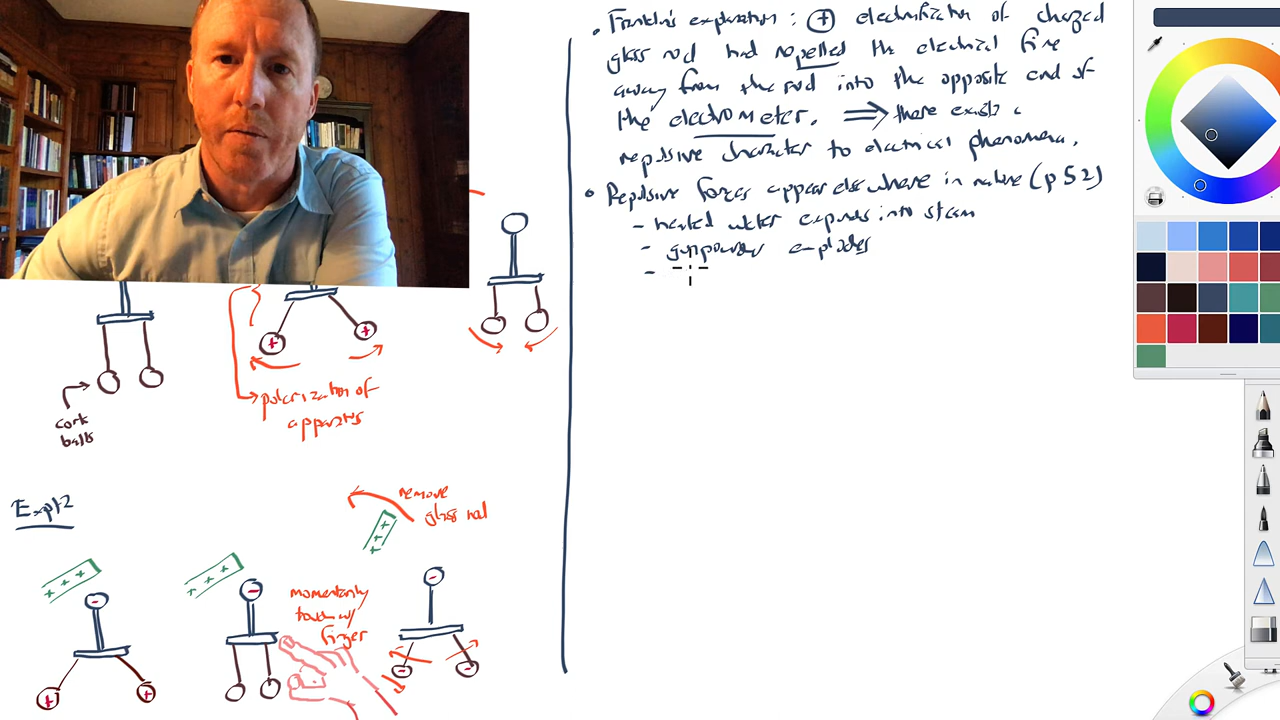 • Franklin's explanation : + electrification of charged
glass rod had repelled the electrical fire
away from the rod into the opposite end of
the electrometer. ⇒ there exists a
repulsive character to electrical phenomena.
• Repulsive forces appear elsewhere in nature (p 52)
- heated water expands into steam
- gunpowder explodes
-
+ +
polarization of
apparatus
cork
balls
Expt 2
remove
glass rod
+ + +
+ + +
+ + +
- - -
momentarily
touch w/
finger
+ + - -